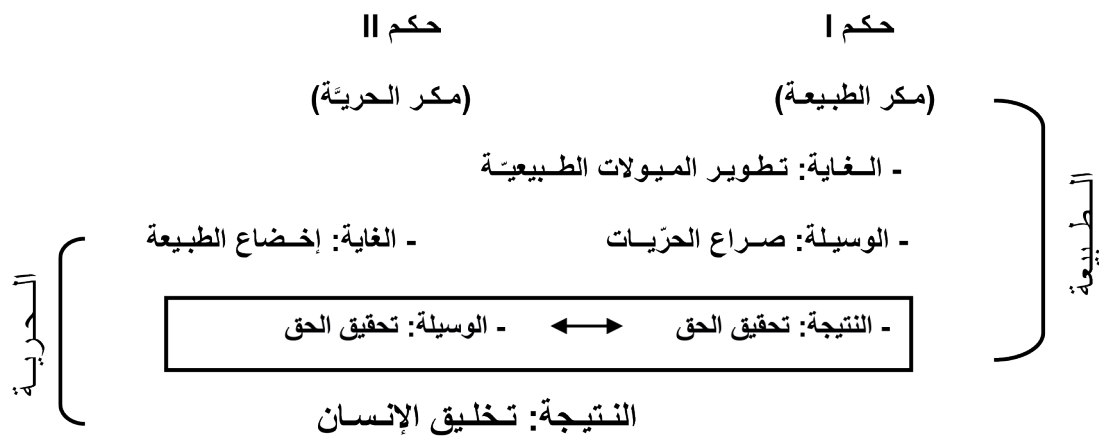 حكم I حكم II
(مكر الطبيعة) (مكر الحريَّة)
- الغاية: تطوير الميولات الطبيعيّة
- الوسيلة: صراع الحرّيات - الغاية: إخضاع الطبيعة
- النتيجة: تحقيق الحق - الوسيلة: تحقيق الحق
النتيجة: تخليق الإنسان
الطبيعة
الحرية